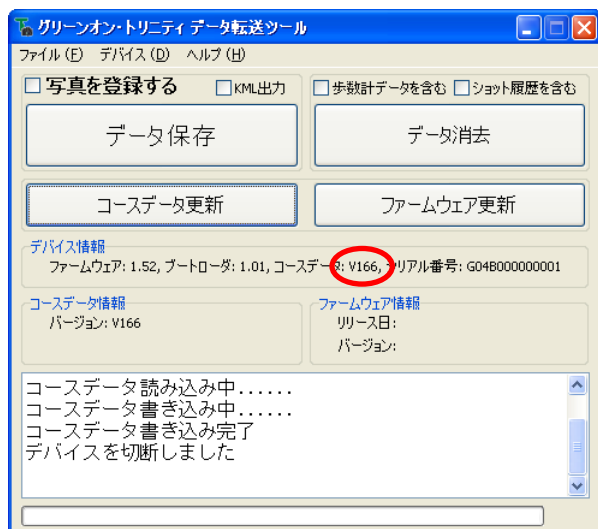 グリーンオン・トリニティ データ転送ツール
ファイル(F) デバイス(D) ヘルプ(H)
写真を登録する KML出力 歩数計データを含む ショット履歴を含む
データ保存 データ消去
コースデータ更新 ファームウェア更新
デバイス情報
ファームウェア: 1.52, ブートローダ: 1.01, コースデータ: V166, シリアル番号: G04B000000001
コースデータ情報 ファームウェア情報
バージョン: V166 リリース日:
バージョン:
コースデータ読み込み中......
コースデータ書き込み中......
コースデータ書き込み完了
デバイスを切断しました